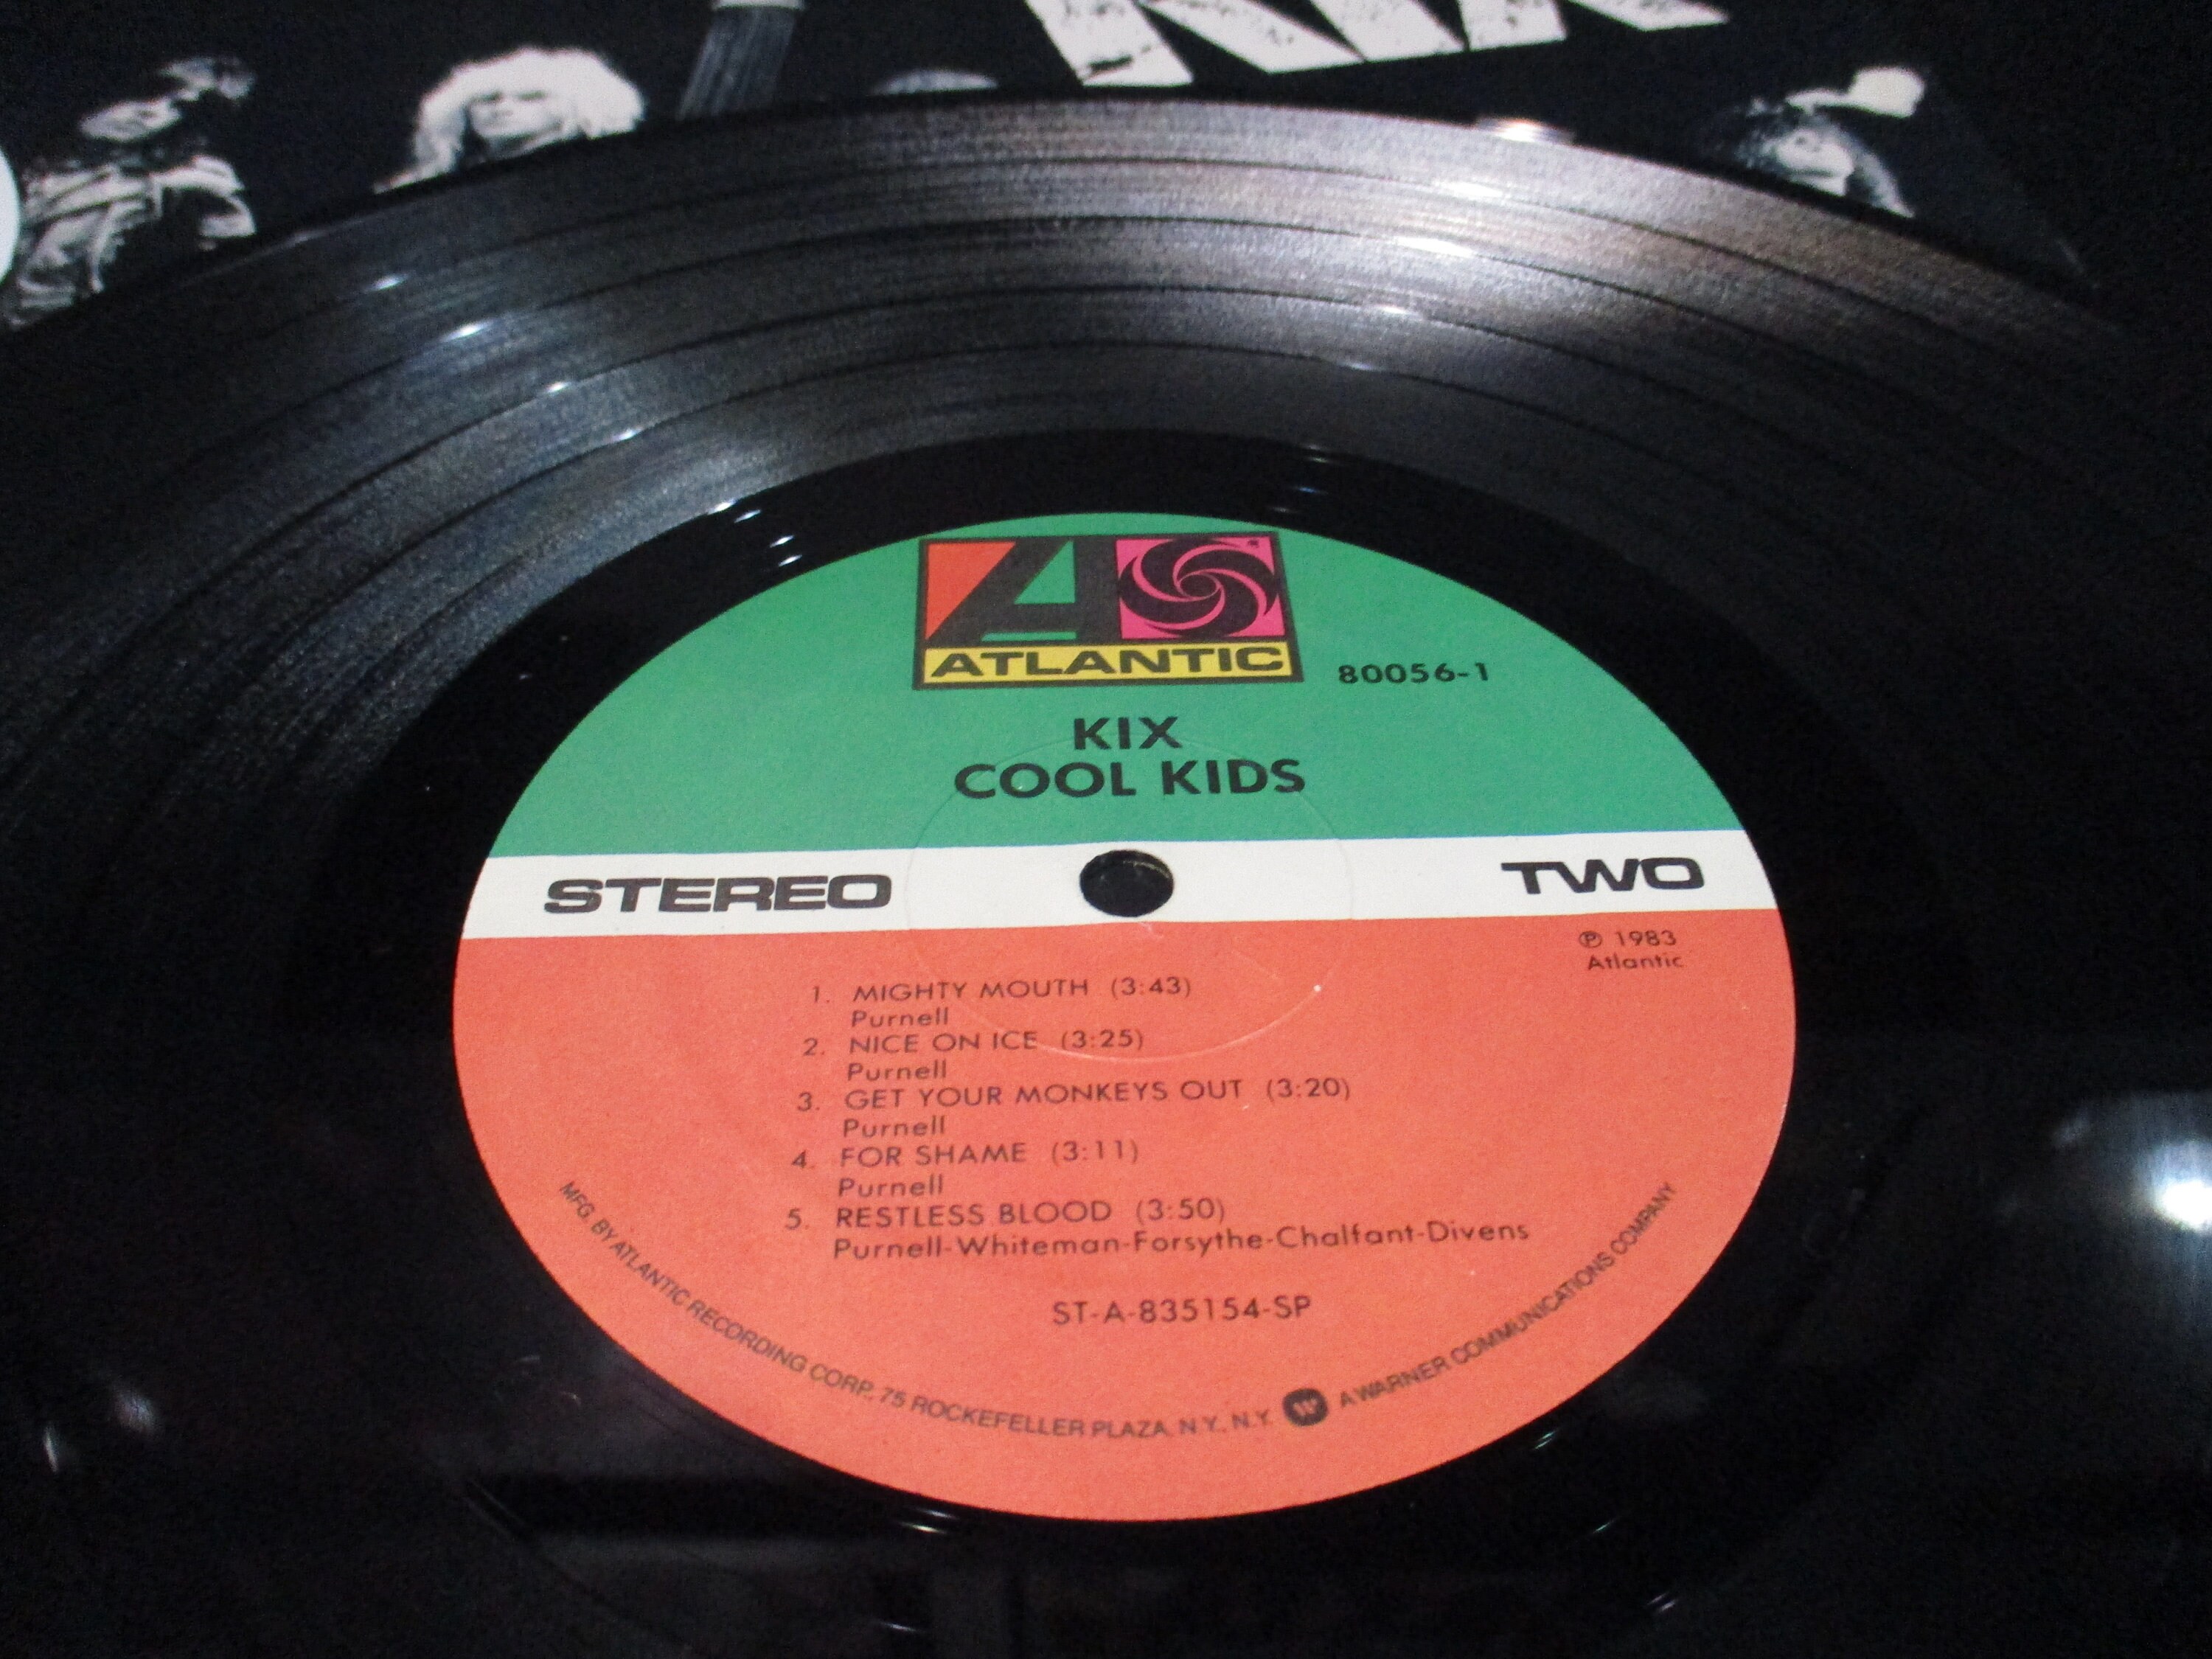 KIX
ATLANTIC
80056-1
KIX
COOL KIDS
STEREO
TWO
℗ 1983
Atlantic
1. MIGHTY MOUTH (3:43)
Purnell
2. NICE ON ICE (3:25)
Purnell
3. GET YOUR MONKEYS OUT (3:20)
Purnell
4. FOR SHAME (3:11)
Purnell
5. RESTLESS BLOOD (3:50)
Purnell-Whiteman-Forsythe-Chalfant-Divens
ST-A-835154-SP
MFG. BY ATLANTIC RECORDING CORP., 75 ROCKEFELLER PLAZA, N.Y., N.Y. W A WARNER COMMUNICATIONS COMPANY